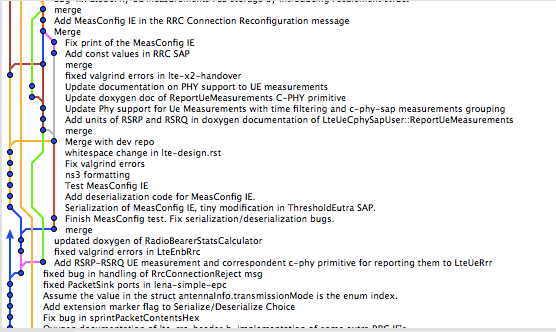 merge
Add MeasConfig IE in the RRC Connection Reconfiguration message
Merge
Fix print of the MeasConfig IE
Add const values in RRC SAP
merge
fixed valgrind errors in lte-x2-handover
Update documentation on PHY support to UE measurements
Update doxygen doc of ReportUeMeasurements C-PHY primitive
Update Phy support for Ue Measurements with time filtering and c-phy-sap measurements grouping
Add units of RSRP and RSRQ in doxygen documentation of LteUeCphySapUser::ReportUeMeasurements
merge
Merge with dev repo
whitespace change in lte-design.rst
Fix valgrind errors
ns3 formatting
Test MeasConfig IE
Add deserialization code for MeasConfig IE.
Serialization of MeasConfig IE, tiny modification in ThresholdEutra SAP.
Finish MeasConfig test. Fix serialization/deserialization bugs.
merge
updated doxygen of RadioBearerStatsCalculator
fixed valgrind errors in LteEnbRrc
Add RSRP-RSRQ UE measurement and correspondent c-phy primitive for reporting them to LteUeRrr
fixed bug in handling of RrcConnectionReject msg
fixed PacketSink ports in lena-simple-epc
Assume the value in the struct antennaInfo.transmissionMode is the enum index.
Add extension marker flag to Serialize/Deserialize Choice
Fix bug in sprintPacketContentsHex